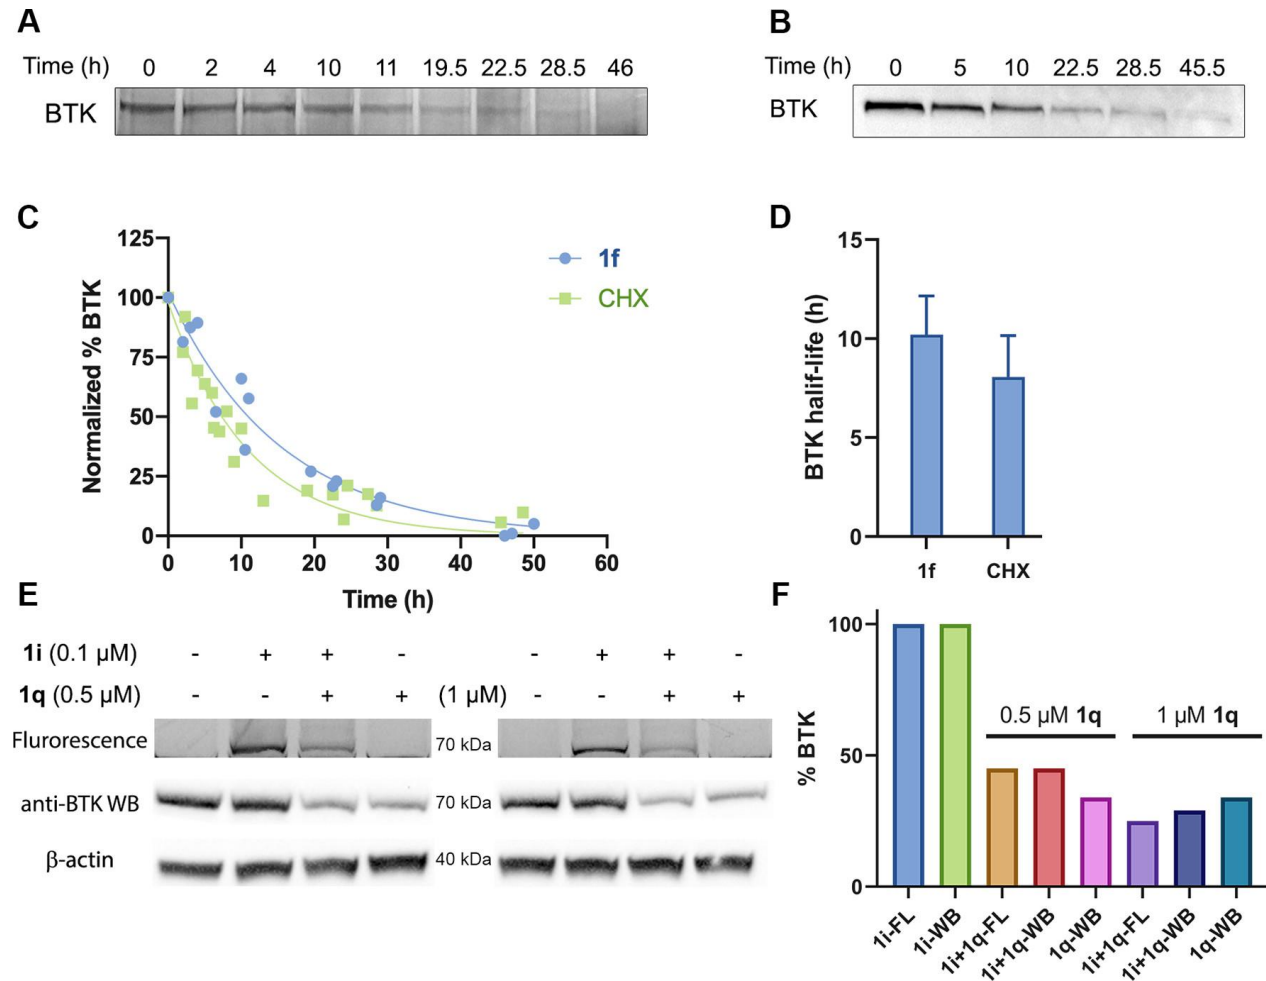 A
Time (h) 0 2 4 10 11 19.5 22.5 28.5 46
BTK
B
Time (h) 0 5 10 22.5 28.5 45.5
BTK
C
125
100
75
50
25
0
Normalized % BTK
0 10 20 30 40 50 60
Time (h)
1f
CHX
D
15
10
5
0
BTK halif-life (h)
1f CHX
E
1i (0.1 μM) - + + - - + + -
1q (0.5 μM) - - + + (1 μM) - - + +
Flurorescence 70 kDa
anti-BTK WB 70 kDa
β-actin 40 kDa
F
100
50
0
% BTK
0.5 μM 1q 1 μM 1q
1i-FL
1i-WB
1i+1q-FL
1i+1q-WB
1q-WB
1i+1q-FL
1i+1q-WB
1q-WB